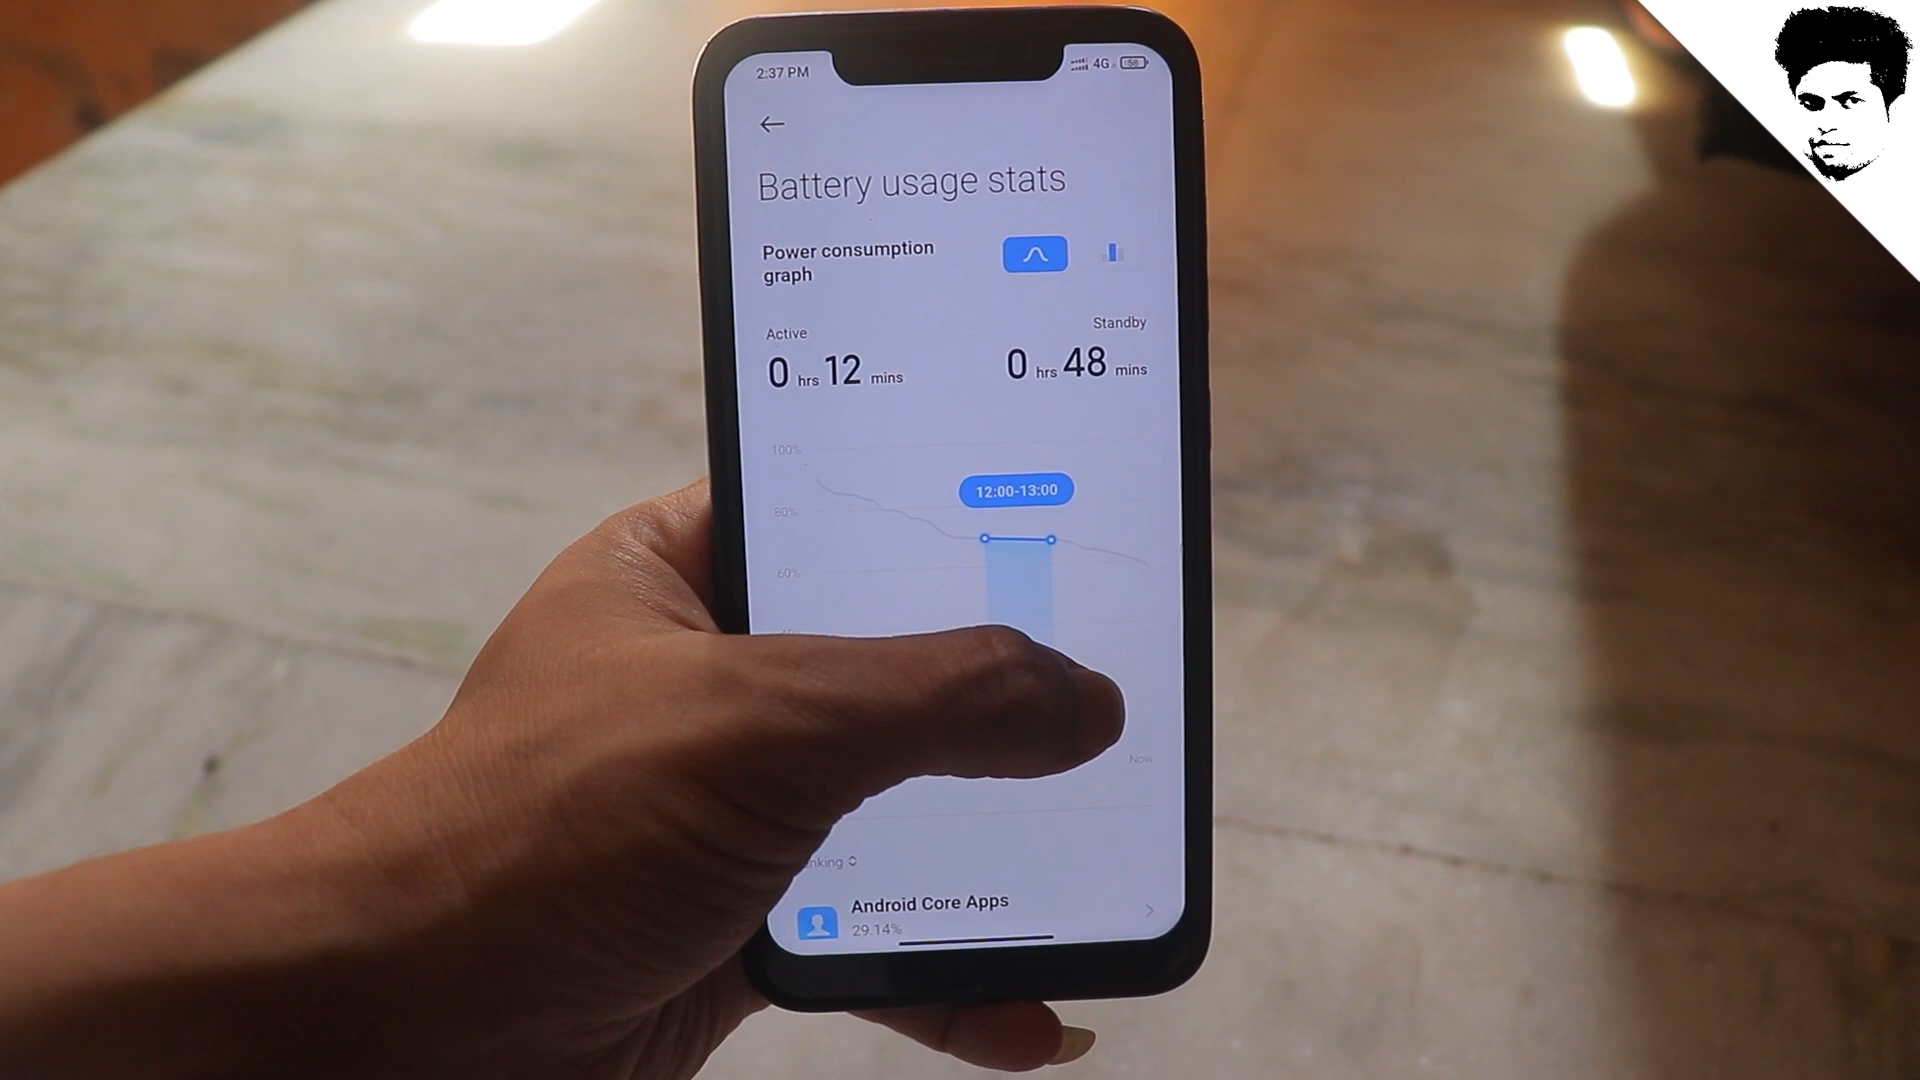 2:37 PM
4G
58
Battery usage stats
Power consumption
graph
Active
Standby
0 hrs 12 mins
0 hrs 48 mins
100%
12:00-13:00
80%
60%
Now
Android Core Apps
29.14%